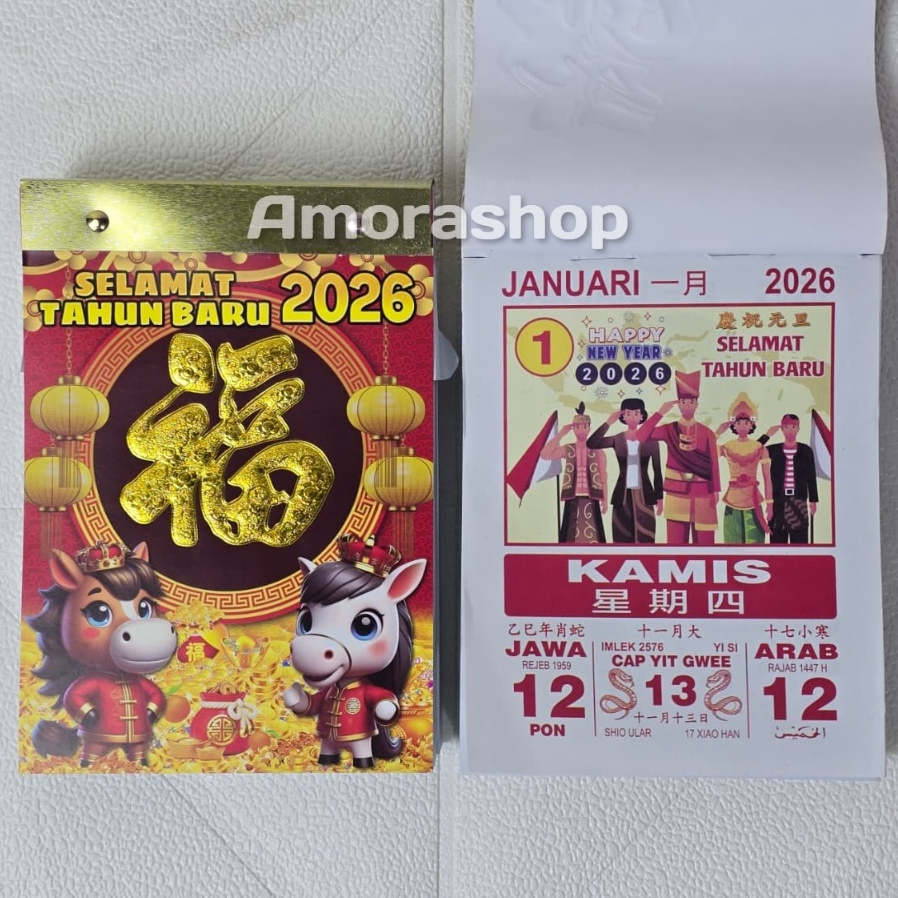 Amorashop
SELAMAT
TAHUN BARU 2026
福
福
JANUARI 一月 2026
1
HAPPY
NEW YEAR
2026
慶祝元旦
SELAMAT
TAHUN BARU
KAMIS
星期四
乙巳年肖蛇
JAWA
REJEB 1959
12
PON
十一月大
IMLEK 2576 YI SI
CAP YIT GWEE
13
十一月十三日
SHIO ULAR 17 XIAO HAN
十七小寒
ARAB
RAJAB 1447 H
12
الخميس